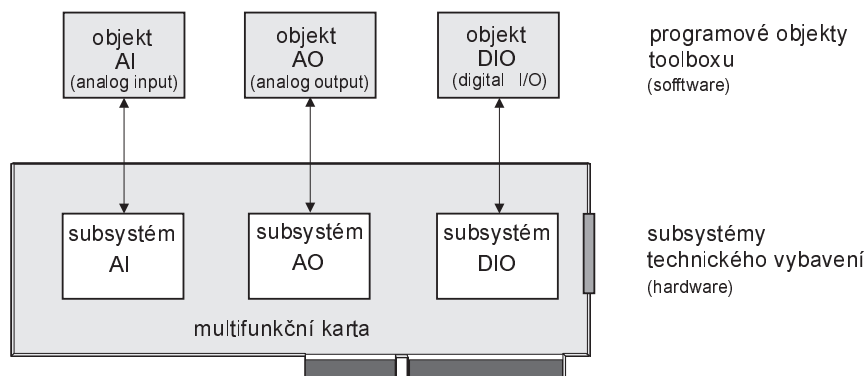 objekt
AI
(analog input)
objekt
AO
(analog output)
objekt
DIO
(digital I/O)
programové objekty
toolboxu
(sofftware)
subsystém
AI
subsystém
AO
subsystém
DIO
subsystémy
technického vybavení
(hardware)
multifunkční karta